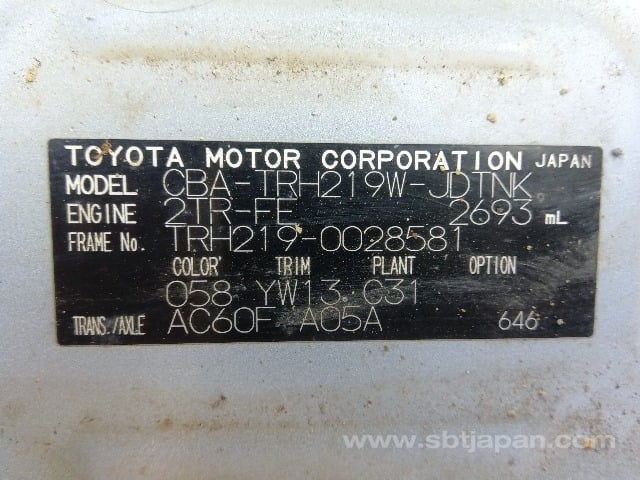 TOYOTA MOTOR CORPORATION JAPAN
MODEL CBA-TRH219W-JDTNK
ENGINE 2TR-FE 2693 mL
FRAME No. TRH219-0028581
COLOR TRIM PLANT OPTION
058 YW13 C31
TRANS./AXLE AC60F A05A 646
www.sbtjapan.com